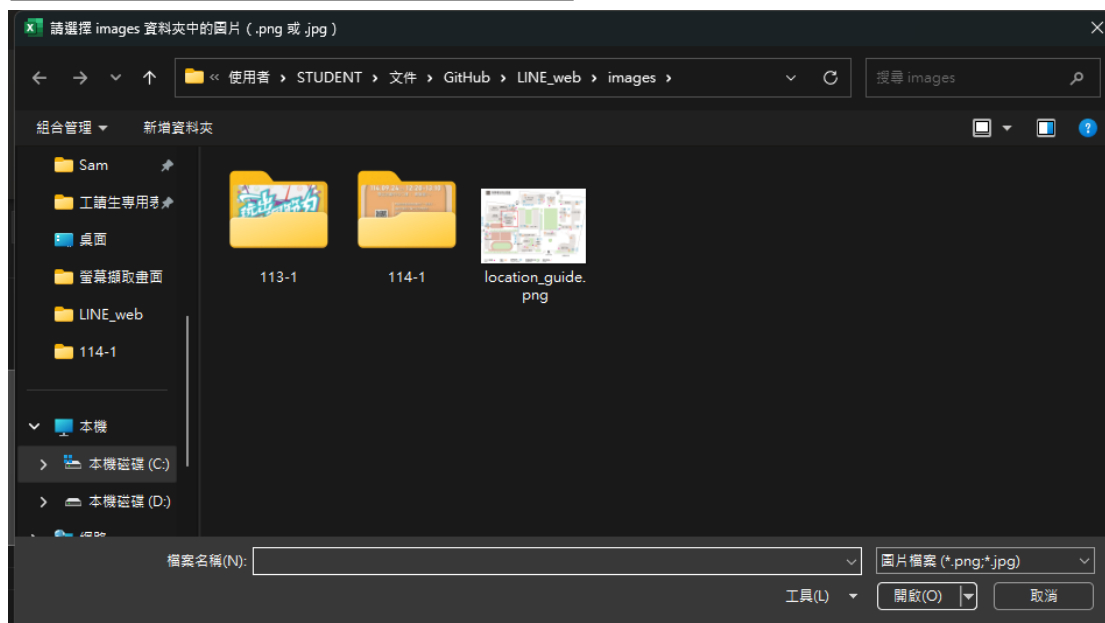 請選擇 images 資料夾中的圖片 ( .png 或 .jpg )
« 使用者 › STUDENT › 文件 › GitHub › LINE_web › images ›
搜尋 images
組合管理
新增資料夾
Sam
工讀生專用
桌面
螢幕擷取畫面
LINE_web
114-1
本機
本機磁碟 (C:)
本機磁碟 (D:)
113-1
114-1
location_guide.
png
檔案名稱(N):
圖片檔案 (*.png;*.jpg)
工具(L)
開啟(O)
取消